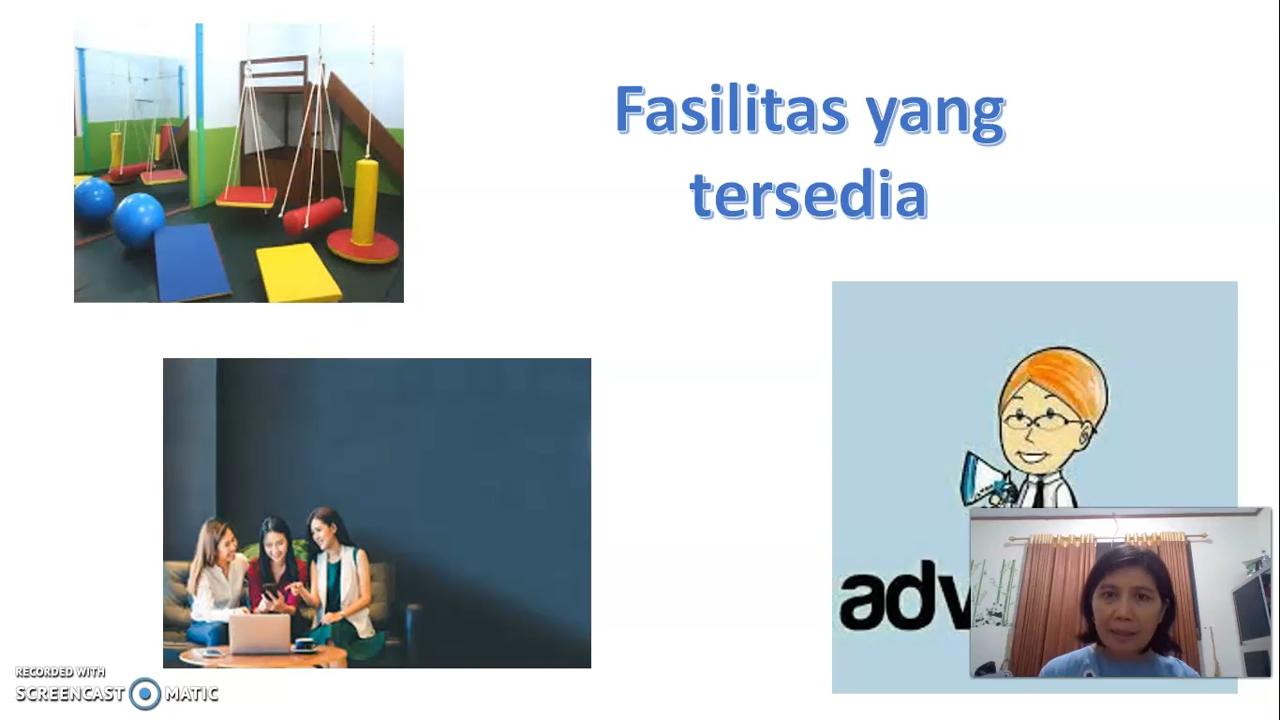 Fasilitas yang
tersedia
adv
RECORDED WITH
SCREENCAST MATIC